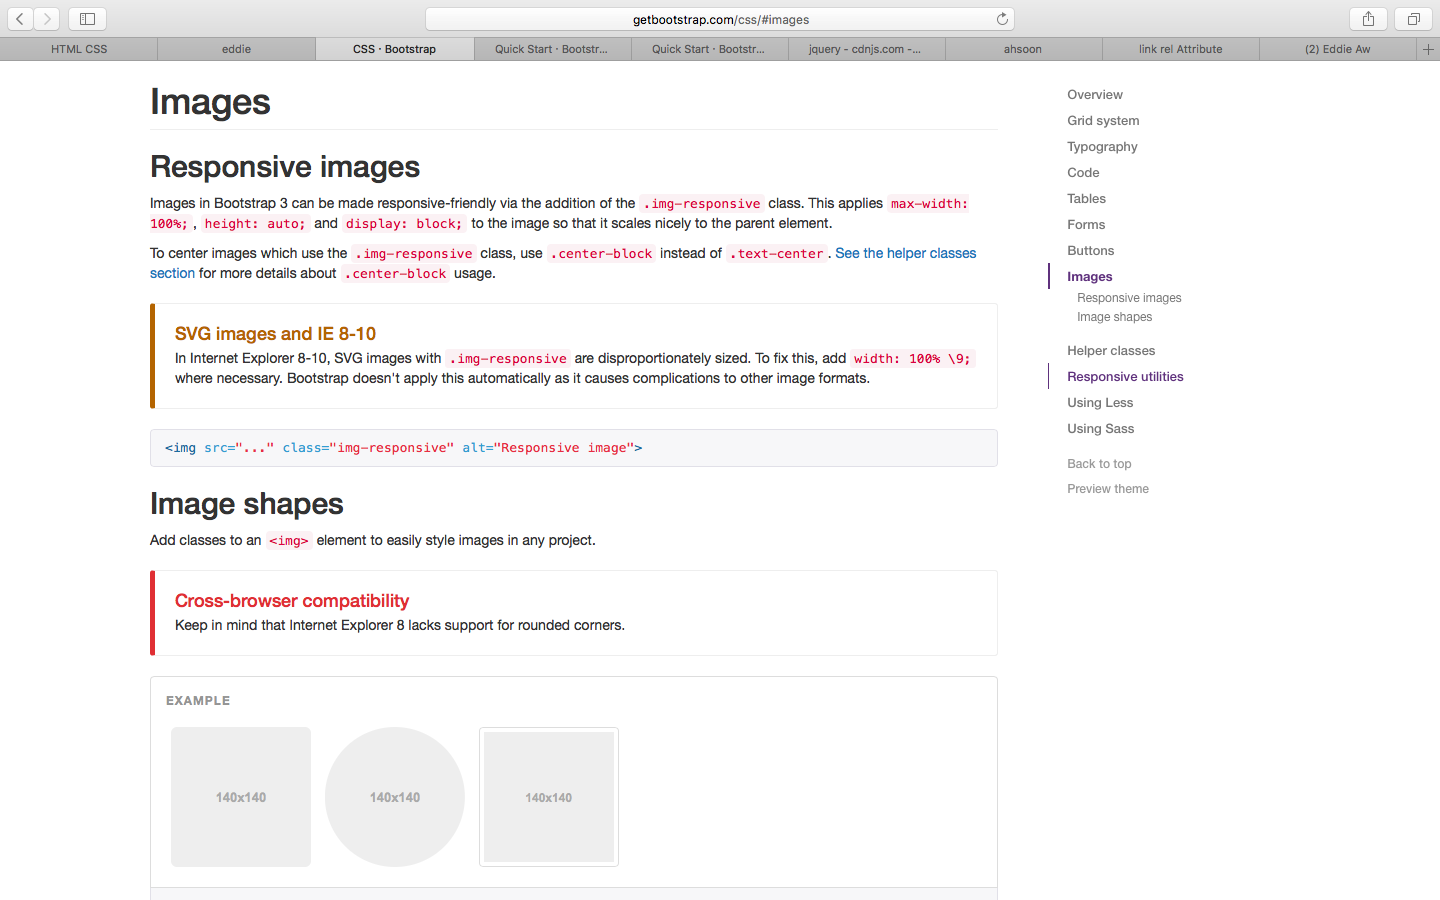 getbootstrap.com/css/#images
HTML CSS
eddie
CSS · Bootstrap
Quick Start · Bootstr...
Quick Start · Bootstr...
jquery - cdnjs.com -...
ahsoon
link rel Attribute
(2) Eddie Aw
Images
Responsive images
Images in Bootstrap 3 can be made responsive-friendly via the addition of the .img-responsive class. This applies max-width:
100%; , height: auto; and display: block; to the image so that it scales nicely to the parent element.
To center images which use the .img-responsive class, use .center-block instead of .text-center . See the helper classes
section for more details about .center-block usage.
SVG images and IE 8-10
In Internet Explorer 8-10, SVG images with .img-responsive are disproportionately sized. To fix this, add width: 100% \9;
where necessary. Bootstrap doesn't apply this automatically as it causes complications to other image formats.
<img src="..." class="img-responsive" alt="Responsive image">
Image shapes
Add classes to an <img> element to easily style images in any project.
Cross-browser compatibility
Keep in mind that Internet Explorer 8 lacks support for rounded corners.
EXAMPLE
140x140
140x140
140x140
Overview
Grid system
Typography
Code
Tables
Forms
Buttons
Images
Responsive images
Image shapes
Helper classes
Responsive utilities
Using Less
Using Sass
Back to top
Preview theme